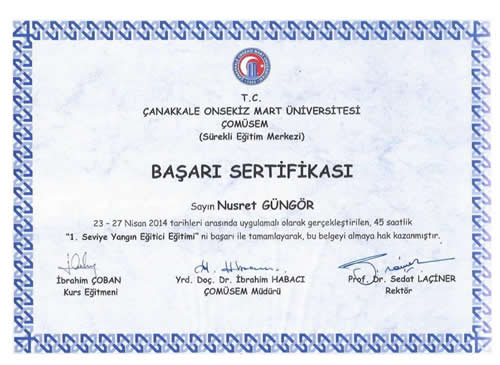 T.C.
ÇANAKKALE ONSEKİZ MART ÜNİVERSİTESİ
ÇOMÜSEM
(Sürekli Eğitim Merkezi)
BAŞARI SERTİFİKASI
Sayın Nusret GÜNGÖR
23 – 27 Nisan 2014 tarihleri arasında uygulamalı olarak gerçekleştirilen, 45 saatlik
"1. Seviye Yangın Eğitici Eğitimi" ni başarı ile tamamlayarak, bu belgeyi almaya hak kazanmıştır.
İbrahim ÇOBAN
Kurs Eğitmeni
Yrd. Doç. Dr. İbrahim HABACI
ÇOMÜSEM Müdürü
Prof. Dr. Sedat LAÇİNER
Rektör